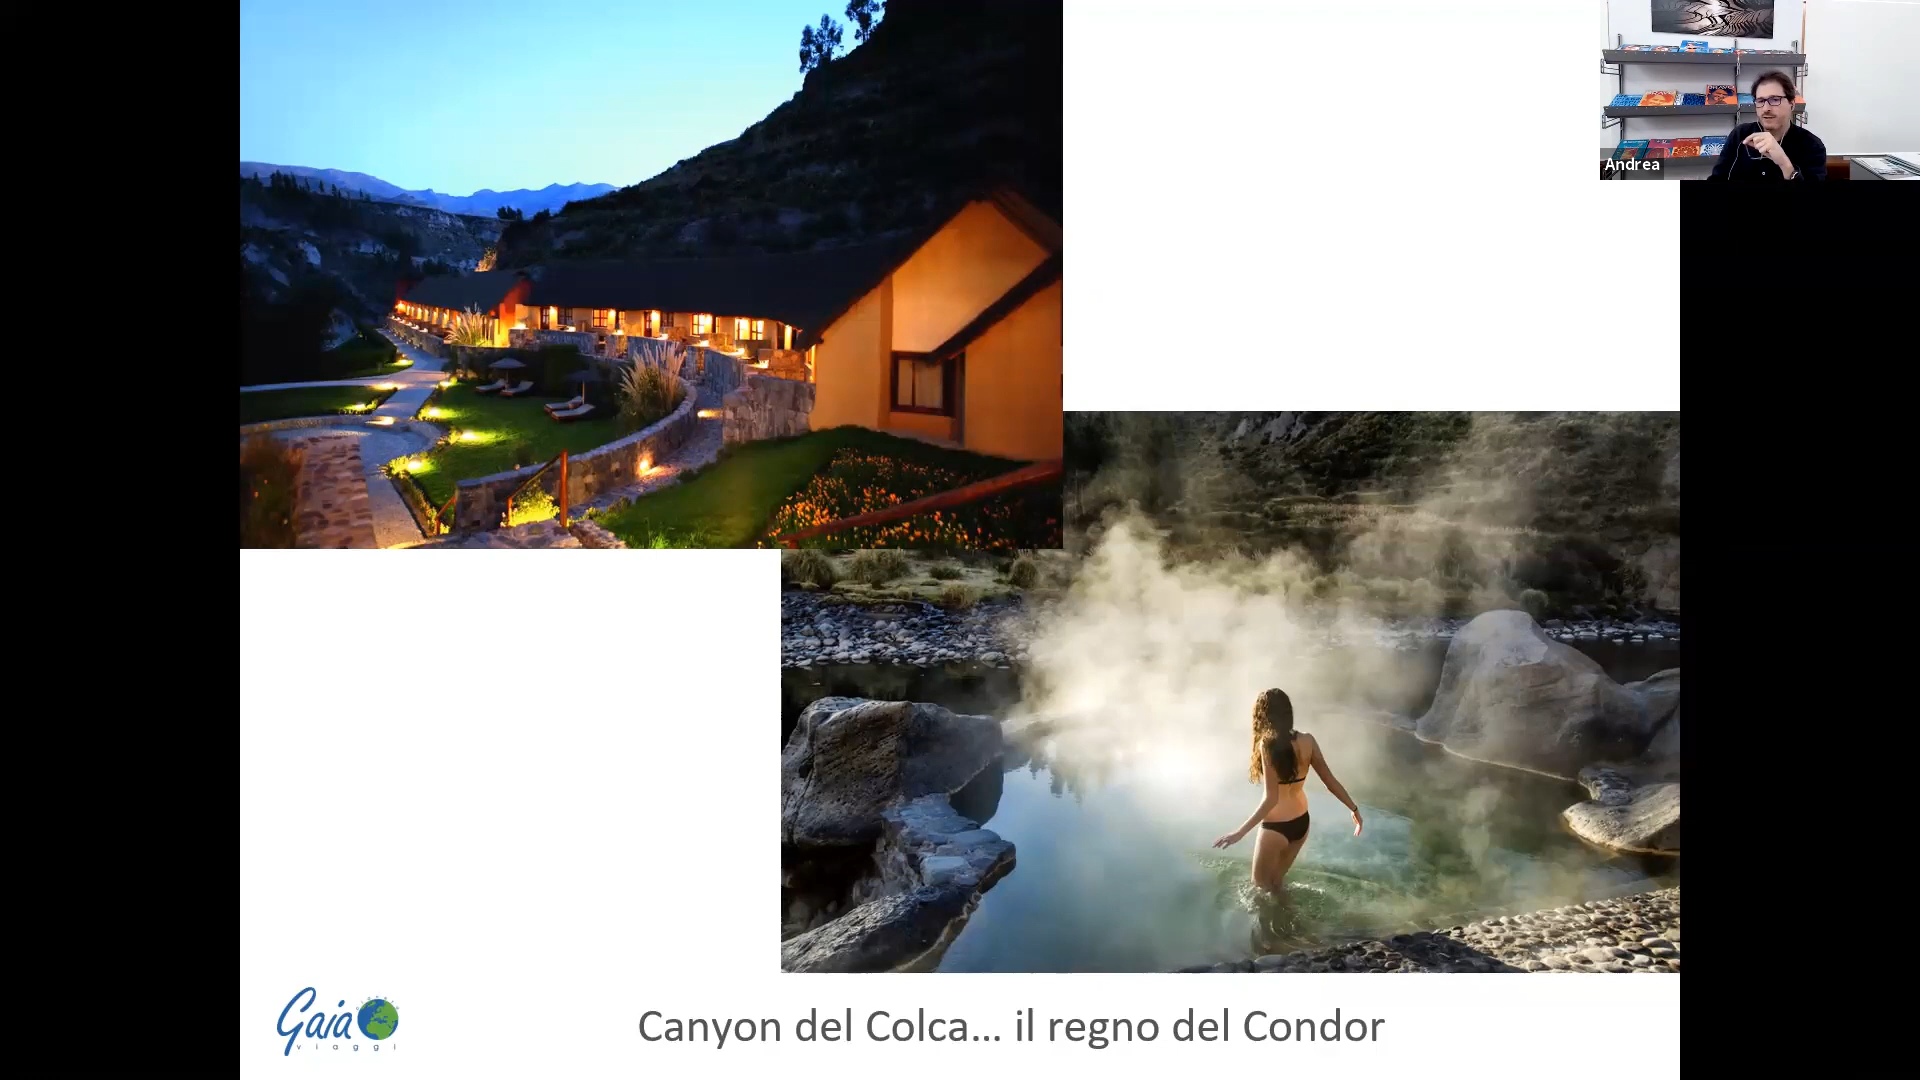 Andrea
Gaia
viaggi
Canyon del Colca... il regno del Condor